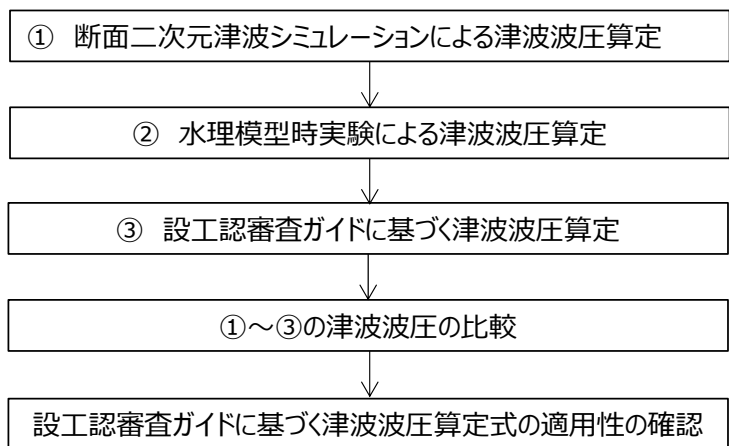 ① 断面二次元津波シミュレーションによる津波波圧算定
② 水理模型時実験による津波波圧算定
③ 設工認審査ガイドに基づく津波波圧算定
①～③の津波波圧の比較
設工認審査ガイドに基づく津波波圧算定式の適用性の確認